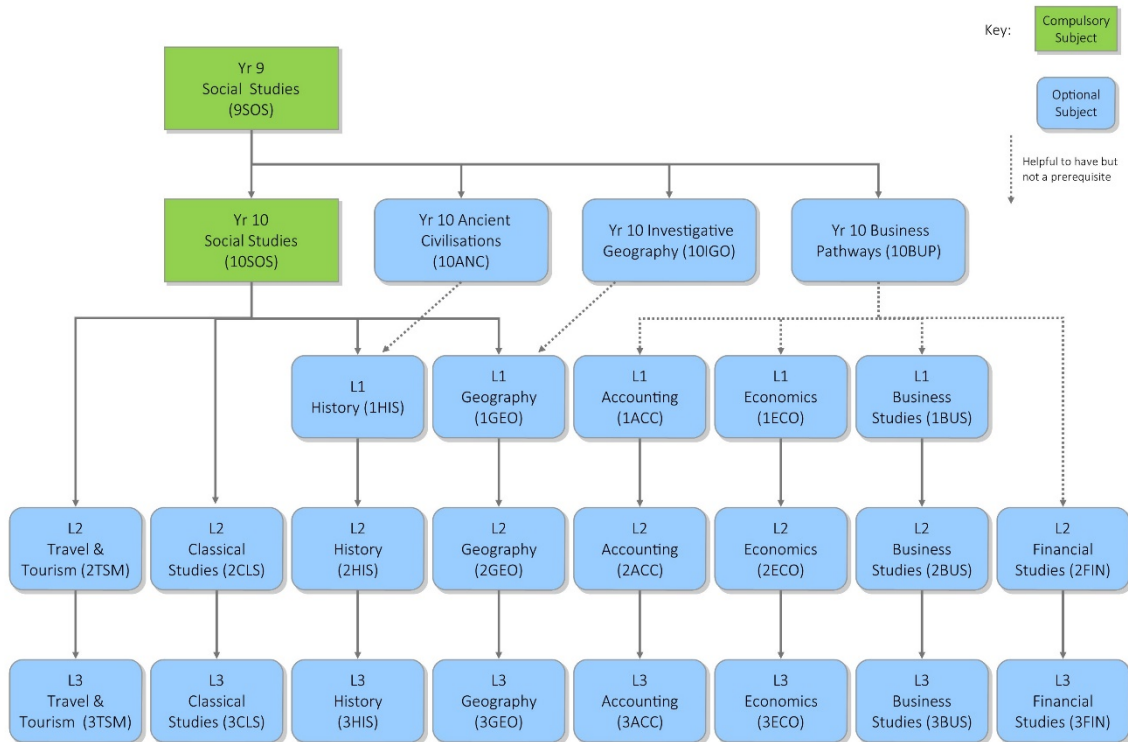 Key:
Compulsory
Subject
Yr 9
Social Studies
(9SOS)
Optional
Subject
Helpful to have but
not a prerequisite
Yr 10
Social Studies
(10SOS)
Yr 10 Ancient
Civilisations
(10ANC)
Yr 10 Investigative
Geography (10IGO)
Yr 10 Business
Pathways (10BUP)
L1
History (1HIS)
L1
Geography
(1GEO)
L1
Accounting
(1ACC)
L1
Economics
(1ECO)
L1
Business
Studies (1BUS)
L2
Travel &
Tourism (2TSM)
L2
Classical
Studies (2CLS)
L2
History
(2HIS)
L2
Geography
(2GEO)
L2
Accounting
(2ACC)
L2
Economics
(2ECO)
L2
Business
Studies (2BUS)
L2
Financial
Studies (2FIN)
L3
Travel &
Tourism (3TSM)
L3
Classical
Studies (3CLS)
L3
History
(3HIS)
L3
Geography
(3GEO)
L3
Accounting
(3ACC)
L3
Economics
(3ECO)
L3
Business
Studies (3BUS)
L3
Financial
Studies (3FIN)